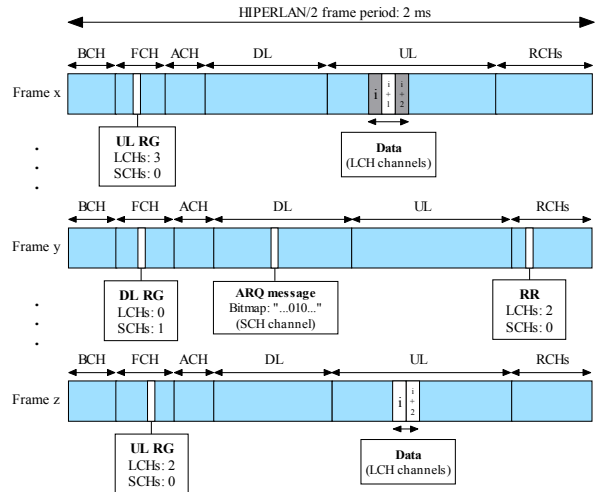 HIPERLAN/2 frame period: 2 ms
BCH FCH ACH DL UL RCHs
Frame x
i
i + 1
i + 2
UL RG
LCHs: 3
SCHs: 0
Data
(LCH channels)
BCH FCH ACH DL UL RCHs
Frame y
DL RG
LCHs: 0
SCHs: 1
ARQ message
Bitmap: "...010..."
(SCH channel)
RR
LCHs: 2
SCHs: 0
BCH FCH ACH DL UL RCHs
Frame z
i
i + 2
UL RG
LCHs: 2
SCHs: 0
Data
(LCH channels)